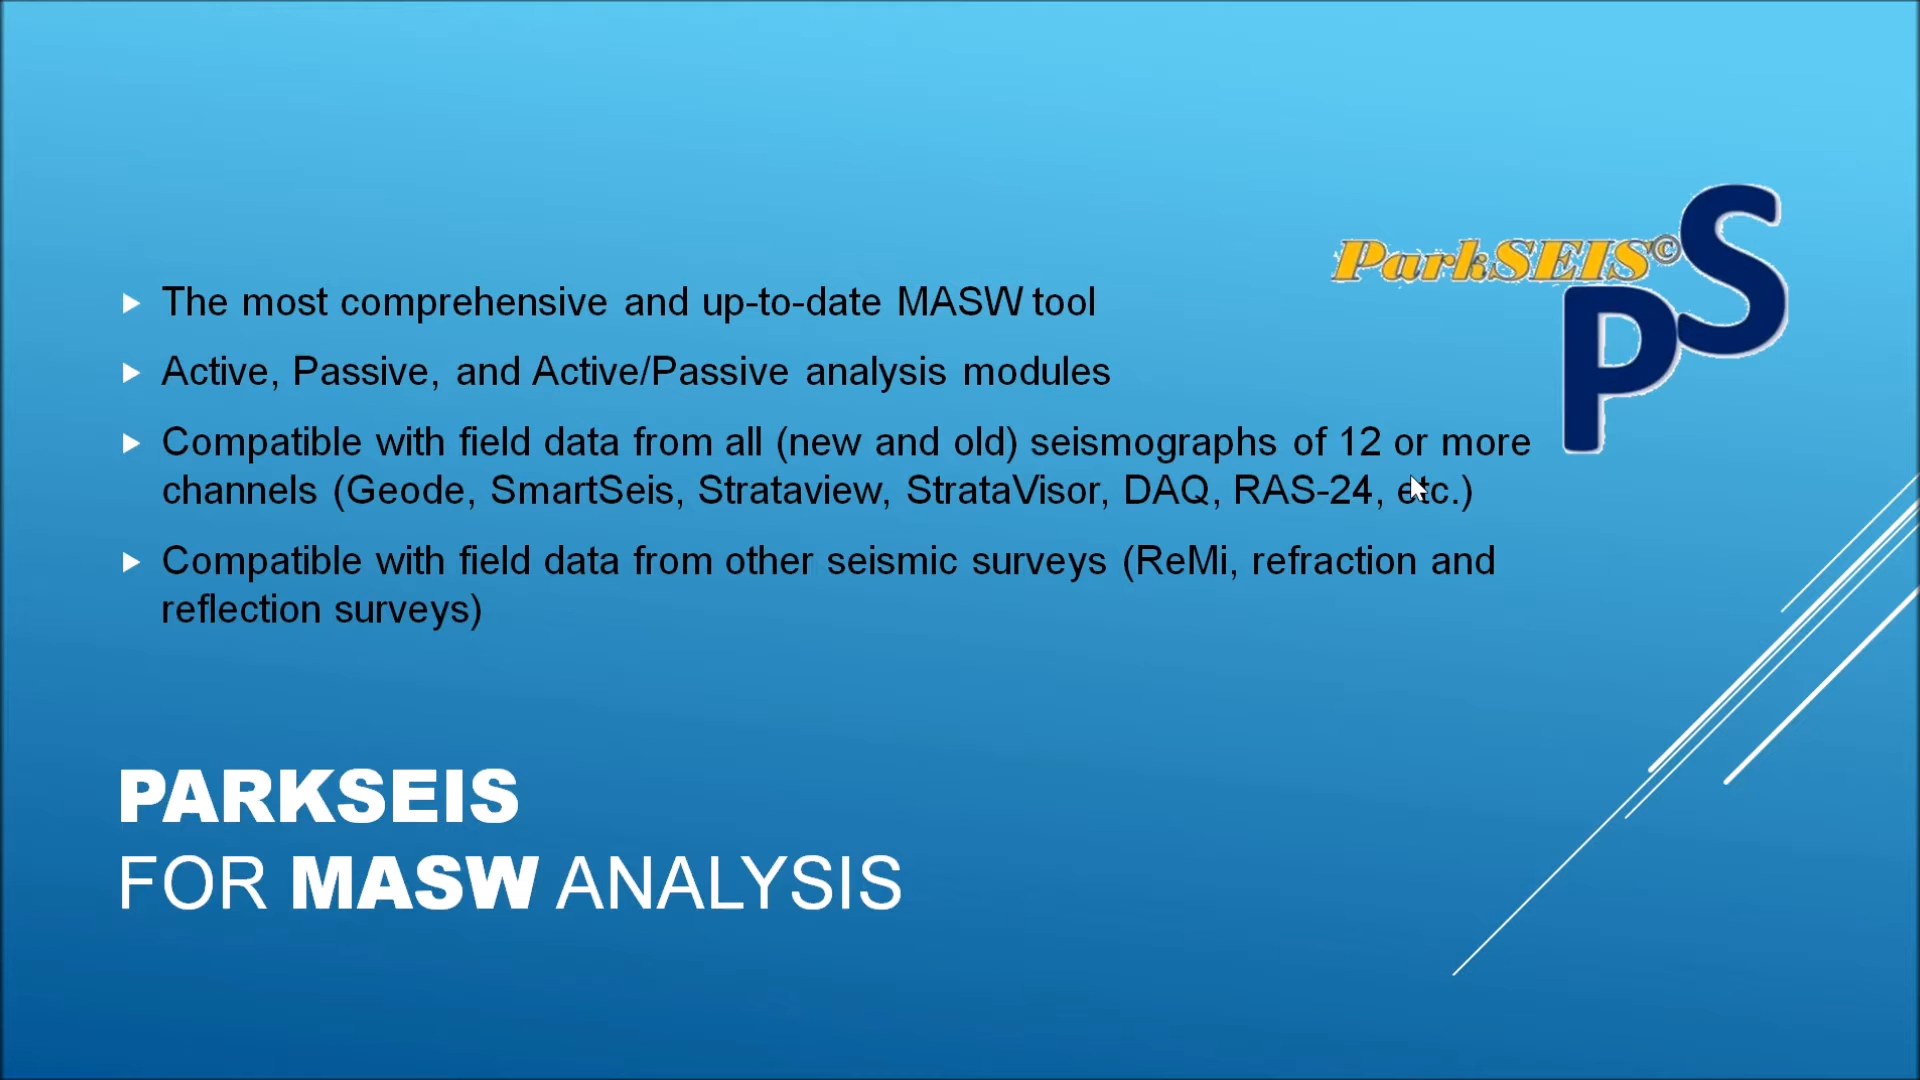 ParkSEIS©
PS
The most comprehensive and up-to-date MASW tool
Active, Passive, and Active/Passive analysis modules
Compatible with field data from all (new and old) seismographs of 12 or more
channels (Geode, SmartSeis, Strataview, StrataVisor, DAQ, RAS-24, etc.)
Compatible with field data from other seismic surveys (ReMi, refraction and
reflection surveys)
PARKSEIS
FOR MASW ANALYSIS